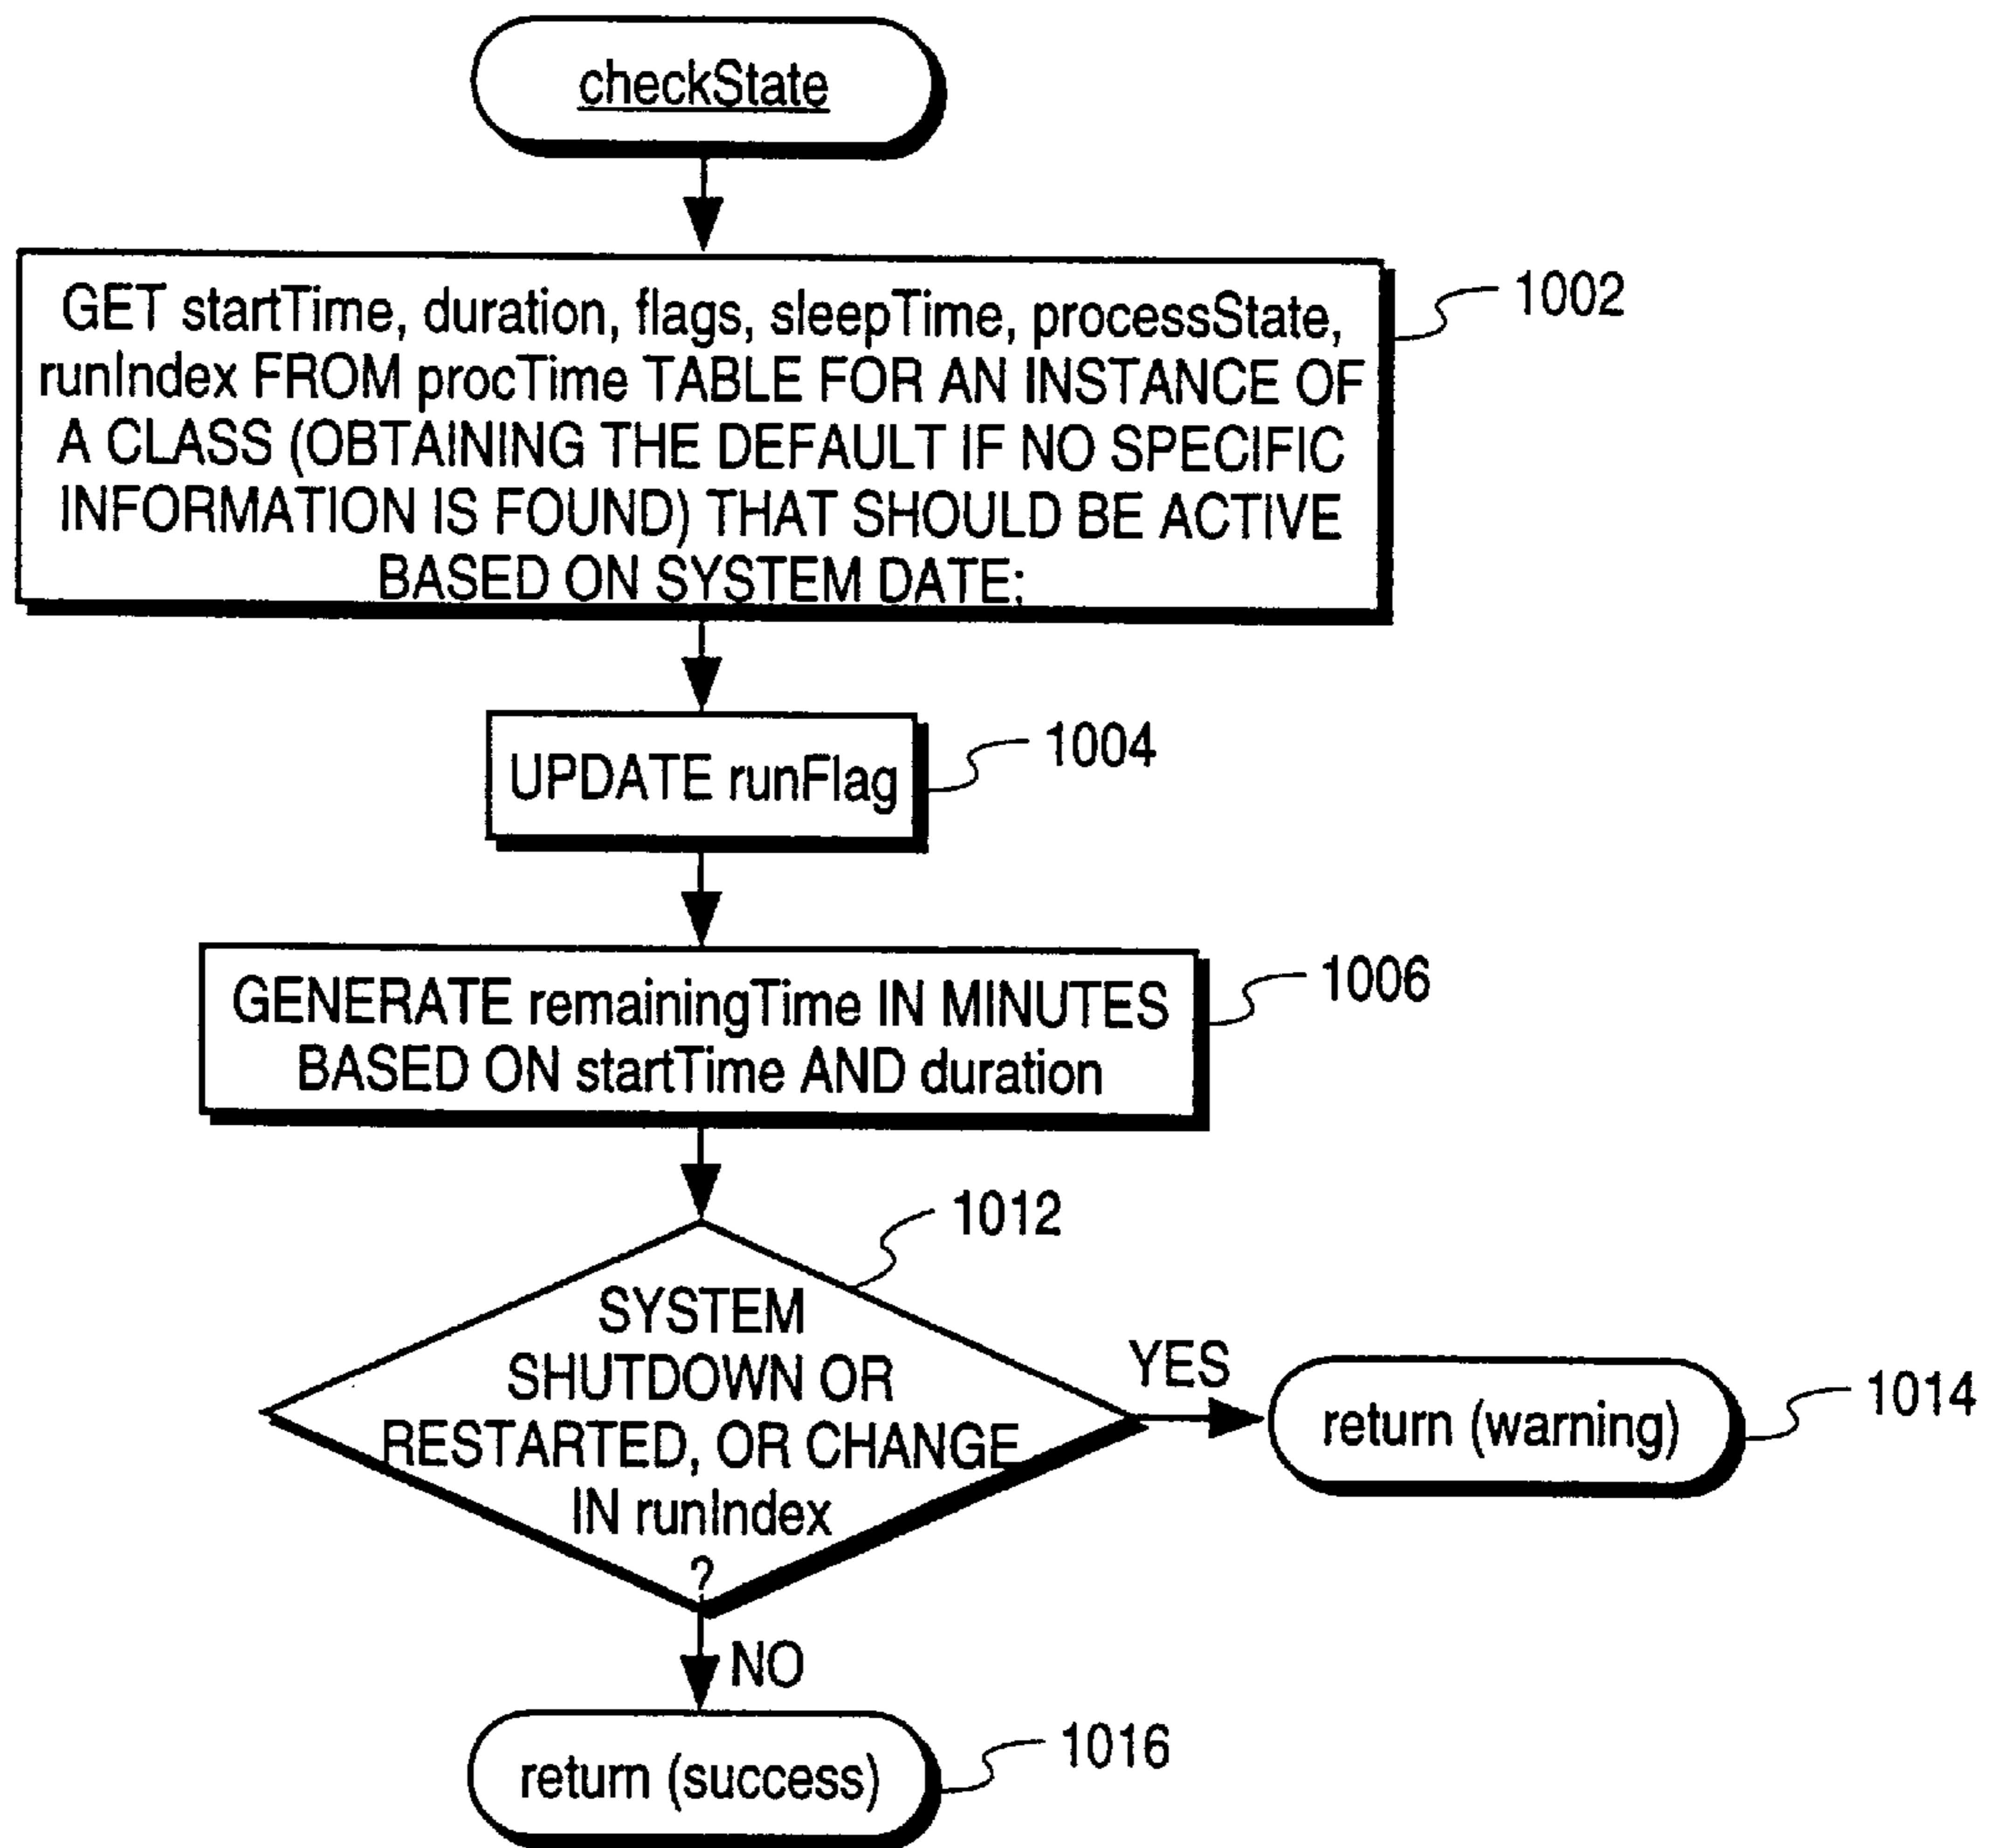 checkState
GET startTime, duration, flags, sleepTime, processState,
runIndex FROM procTime TABLE FOR AN INSTANCE OF
A CLASS (OBTAINING THE DEFAULT IF NO SPECIFIC
INFORMATION IS FOUND) THAT SHOULD BE ACTIVE
BASED ON SYSTEM DATE;
1002
UPDATE runFlag
1004
GENERATE remainingTime IN MINUTES
BASED ON startTime AND duration
1006
1012
SYSTEM
SHUTDOWN OR
RESTARTED, OR CHANGE
IN runIndex
?
YES
return (warning)
1014
NO
return (success)
1016